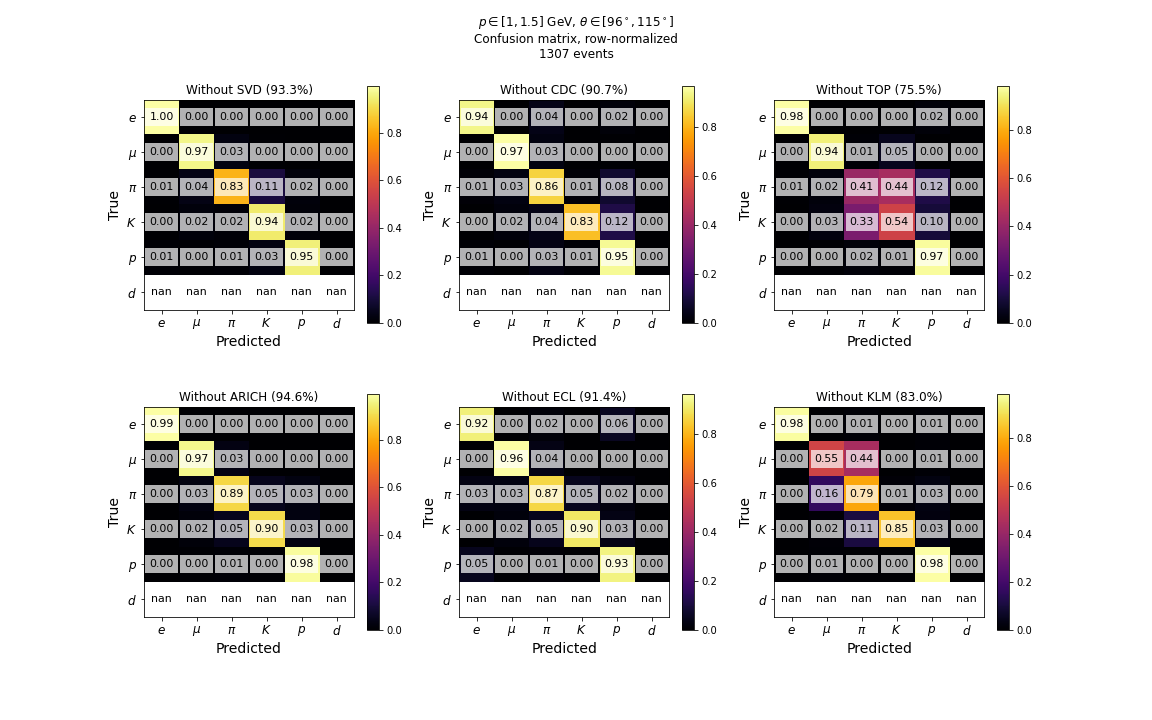 p ∈ [1, 1.5] GeV, θ ∈ [96°, 115°]
Confusion matrix, row-normalized
1307 events
Without SVD (93.3%)
True
e 1.00 0.00 0.00 0.00 0.00 0.00
μ 0.00 0.97 0.03 0.00 0.00 0.00
π 0.01 0.04 0.83 0.11 0.02 0.00
K 0.00 0.02 0.02 0.94 0.02 0.00
p 0.01 0.00 0.01 0.03 0.95 0.00
d nan nan nan nan nan nan
e μ π K p d
Predicted
0.8
0.6
0.4
0.2
0.0
Without CDC (90.7%)
True
e 0.94 0.00 0.04 0.00 0.02 0.00
μ 0.00 0.97 0.03 0.00 0.00 0.00
π 0.01 0.03 0.86 0.01 0.08 0.00
K 0.00 0.02 0.04 0.83 0.12 0.00
p 0.01 0.00 0.03 0.01 0.95 0.00
d nan nan nan nan nan nan
e μ π K p d
Predicted
0.8
0.6
0.4
0.2
0.0
Without TOP (75.5%)
True
e 0.98 0.00 0.00 0.00 0.02 0.00
μ 0.00 0.94 0.01 0.05 0.00 0.00
π 0.01 0.02 0.41 0.44 0.12 0.00
K 0.00 0.03 0.33 0.54 0.10 0.00
p 0.00 0.00 0.02 0.01 0.97 0.00
d nan nan nan nan nan nan
e μ π K p d
Predicted
0.8
0.6
0.4
0.2
0.0
Without ARICH (94.6%)
True
e 0.99 0.00 0.00 0.00 0.00 0.00
μ 0.00 0.97 0.03 0.00 0.00 0.00
π 0.00 0.03 0.89 0.05 0.03 0.00
K 0.00 0.02 0.05 0.90 0.03 0.00
p 0.00 0.00 0.01 0.00 0.98 0.00
d nan nan nan nan nan nan
e μ π K p d
Predicted
0.8
0.6
0.4
0.2
0.0
Without ECL (91.4%)
True
e 0.92 0.00 0.02 0.00 0.06 0.00
μ 0.00 0.96 0.04 0.00 0.00 0.00
π 0.03 0.03 0.87 0.05 0.02 0.00
K 0.00 0.02 0.05 0.90 0.03 0.00
p 0.05 0.00 0.01 0.00 0.93 0.00
d nan nan nan nan nan nan
e μ π K p d
Predicted
0.8
0.6
0.4
0.2
0.0
Without KLM (83.0%)
True
e 0.98 0.00 0.01 0.00 0.01 0.00
μ 0.00 0.55 0.44 0.00 0.01 0.00
π 0.00 0.16 0.79 0.01 0.03 0.00
K 0.00 0.02 0.11 0.85 0.03 0.00
p 0.00 0.01 0.00 0.00 0.98 0.00
d nan nan nan nan nan nan
e μ π K p d
Predicted
0.8
0.6
0.4
0.2
0.0